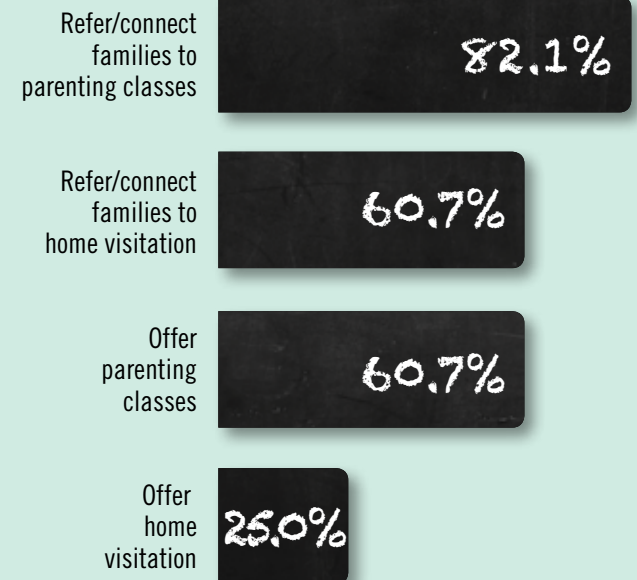 Refer/connect
families to
parenting classes
82.1%
Refer/connect
families to
home visitation
60.7%
Offer
parenting
classes
60.7%
Offer
home
visitation
25.0%